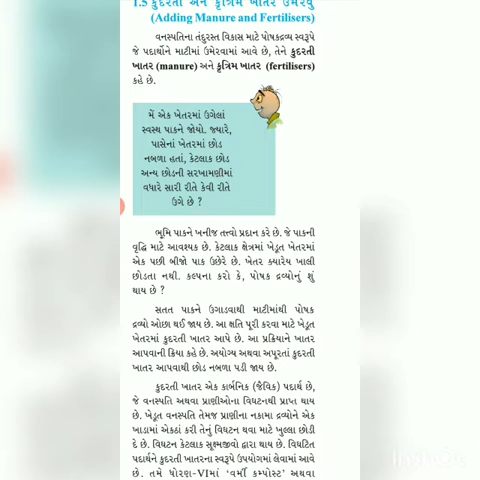 1.5 કુદરતી અને કૃત્રિમ ખાતર ઉમેરવું
(Adding Manure and Fertilisers)
વનસ્પતિના તંદુરસ્ત વિકાસ માટે પોષકદ્રવ્ય સ્વરૂપે
જે પદાર્થોને માટીમાં ઉમેરવામાં આવે છે, તેને કુદરતી
ખાતર (manure) અને કૃત્રિમ ખાતર (fertilisers)
કહે છે.
મેં એક ખેતરમાં ઉગેલાં
સ્વસ્થ પાકને જોયો. જ્યારે,
પાસેનાં ખેતરમાં છોડ
નબળા હતાં, કેટલાક છોડ
અન્ય છોડની સરખામણીમાં
વધારે સારી રીતે કેવી રીતે
ઉગે છે ?
ભૂમિ પાકને ખનીજ તત્ત્વો પ્રદાન કરે છે. જે પાકની
વૃદ્ધિ માટે આવશ્યક છે. કેટલાક ક્ષેત્રમાં ખેડૂત ખેતરમાં
એક પછી બીજો પાક ઉછેરે છે. ખેતર ક્યારેય ખાલી
છોડતા નથી. કલ્પના કરો કે, પોષક દ્રવ્યોનું શું
થાય છે ?
સતત પાકને ઉગાડવાથી માટીમાંથી પોષક
દ્રવ્યો ઓછા થઈ જાય છે. આ ક્ષતિ પૂરી કરવા માટે ખેડૂત
ખેતરમાં કુદરતી ખાતર આપે છે. આ પ્રક્રિયાને ખાતર
આપવાની ક્રિયા કહે છે. અયોગ્ય અથવા અપૂરતાં કુદરતી
ખાતર આપવાથી છોડ નબળા પડી જાય છે.
કુદરતી ખાતર એક કાર્બનિક (જૈવિક) પદાર્થ છે,
જે વનસ્પતિ અથવા પ્રાણીઓના વિઘટનથી પ્રાપ્ત થાય
છે. ખેડૂત વનસ્પતિ તેમજ પ્રાણીના નકામા દ્રવ્યોને એક
ખાડામાં એકઠાં કરી તેનું વિઘટન થવા માટે ખુલ્લા છોડી
દે છે. વિઘટન કેટલાક સૂક્ષ્મજીવો દ્વારા થાય છે. વિઘટિત
પદાર્થને કુદરતી ખાતરના સ્વરૂપે ઉપયોગમાં લેવામાં આવે
છે. તમે ધોરણ-VIમાં 'વર્મી કમ્પોસ્ટ' અથવા